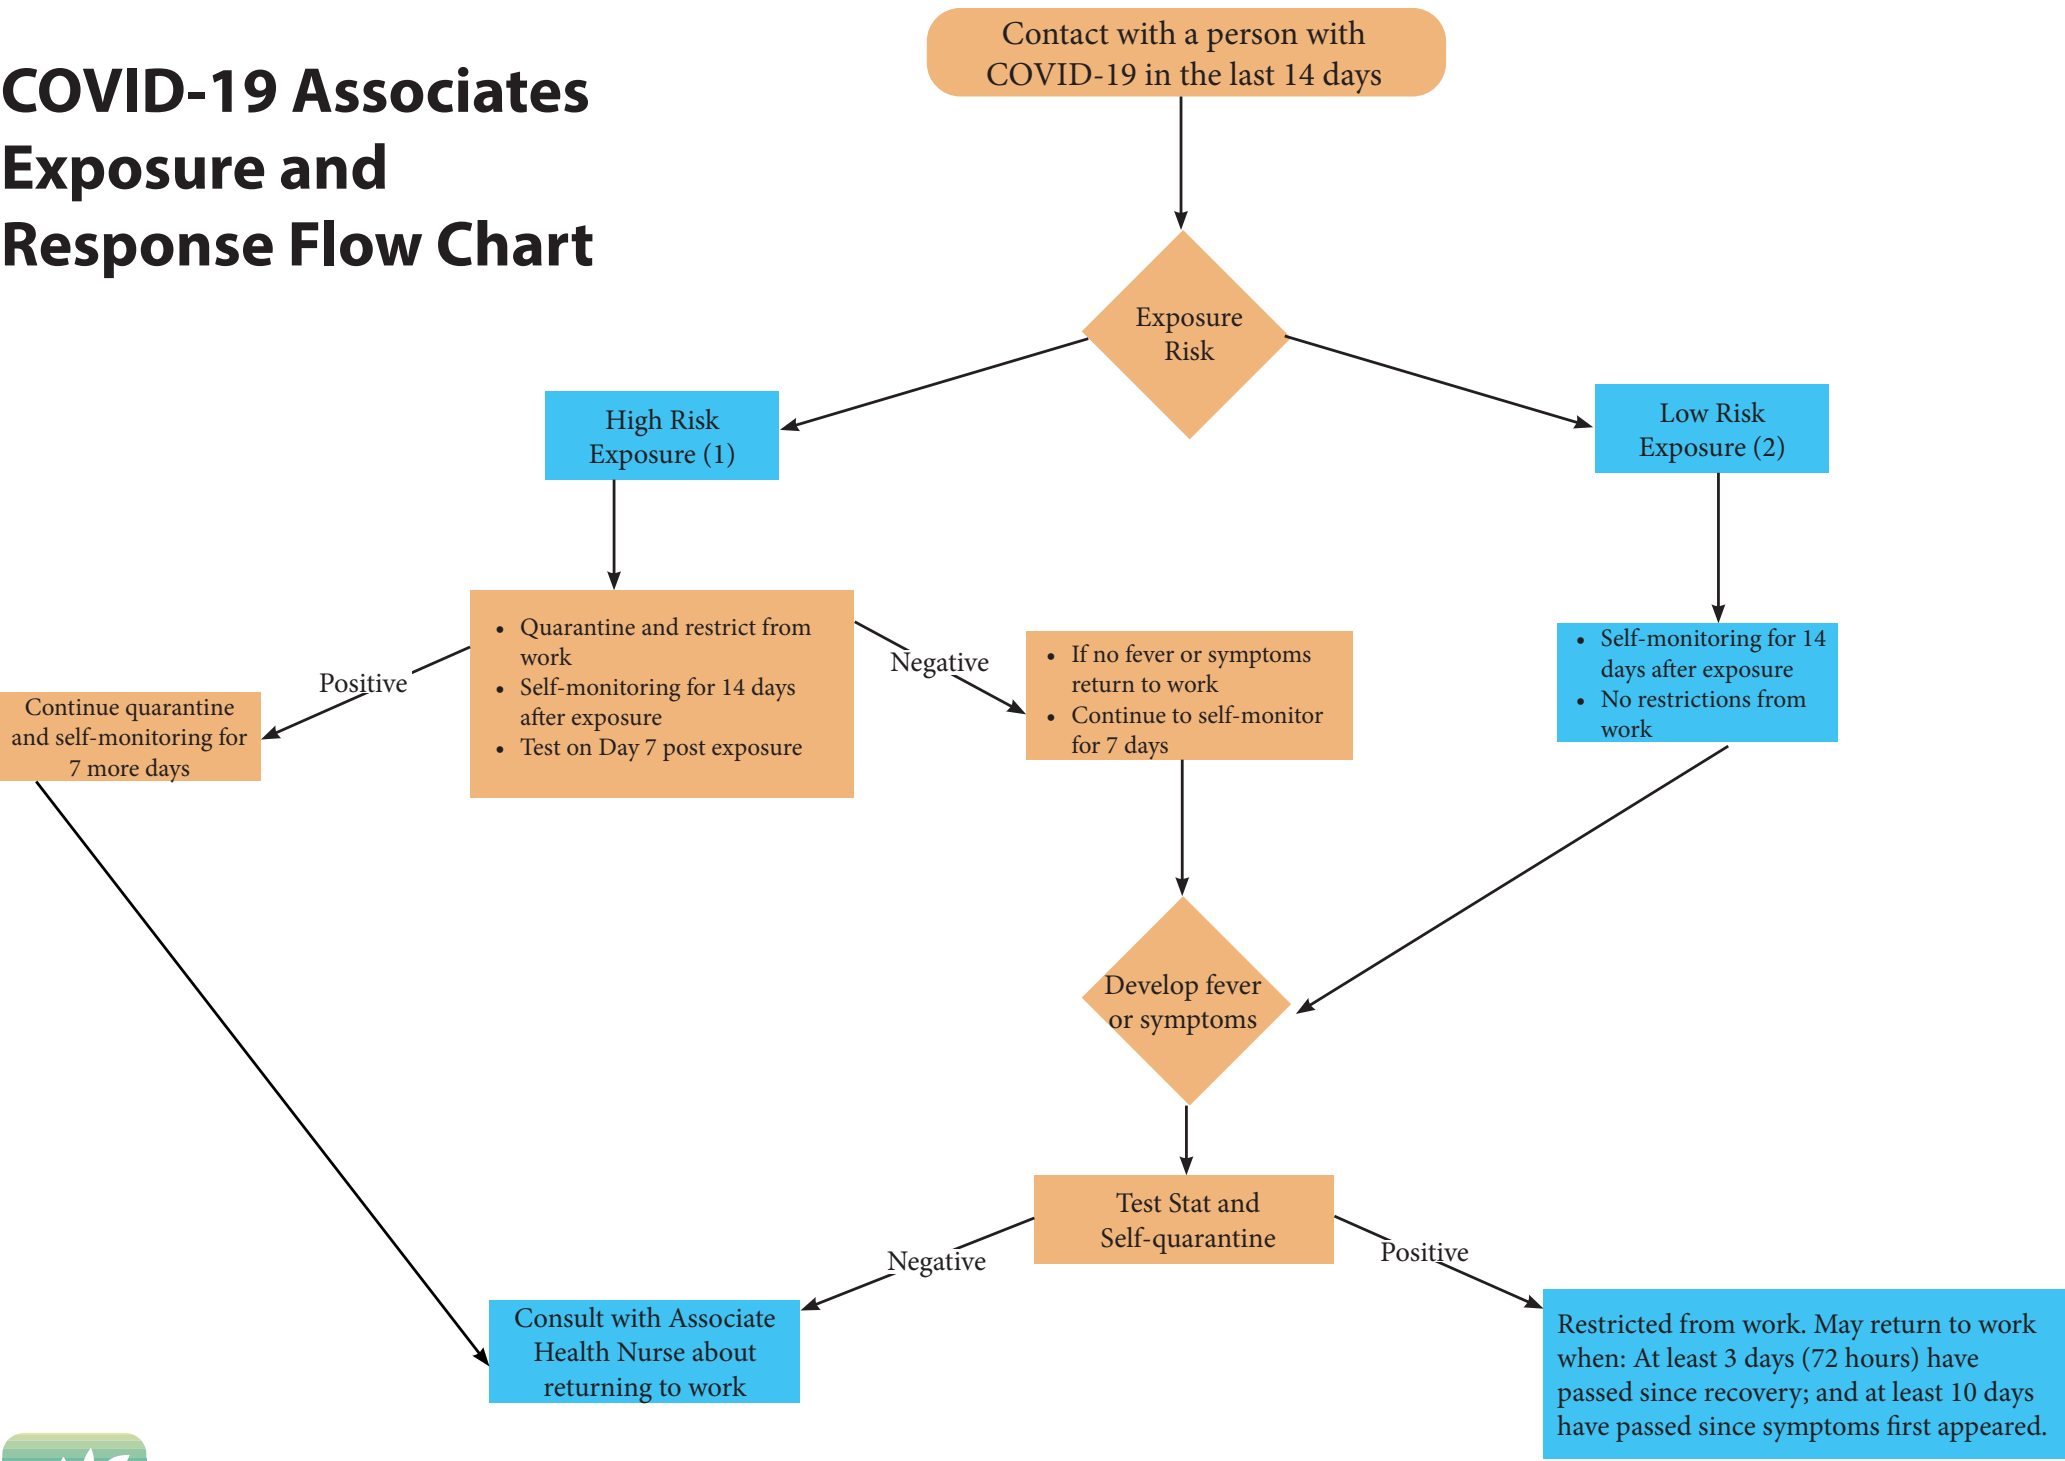 COVID-19 Associates
Exposure and
Response Flow Chart
Contact with a person with
COVID-19 in the last 14 days
Exposure
Risk
High Risk
Exposure (1)
Low Risk
Exposure (2)
• Quarantine and restrict from
work
• Self-monitoring for 14 days
after exposure
• Test on Day 7 post exposure
Positive
Continue quarantine
and self-monitoring for
7 more days
Negative
• If no fever or symptoms
return to work
• Continue to self-monitor
for 7 days
• Self-monitoring for 14
days after exposure
• No restrictions from
work
Develop fever
or symptoms
Test Stat and
Self-quarantine
Negative
Positive
Consult with Associate
Health Nurse about
returning to work
Restricted from work. May return to work
when: At least 3 days (72 hours) have
passed since recovery; and at least 10 days
have passed since symptoms first appeared.